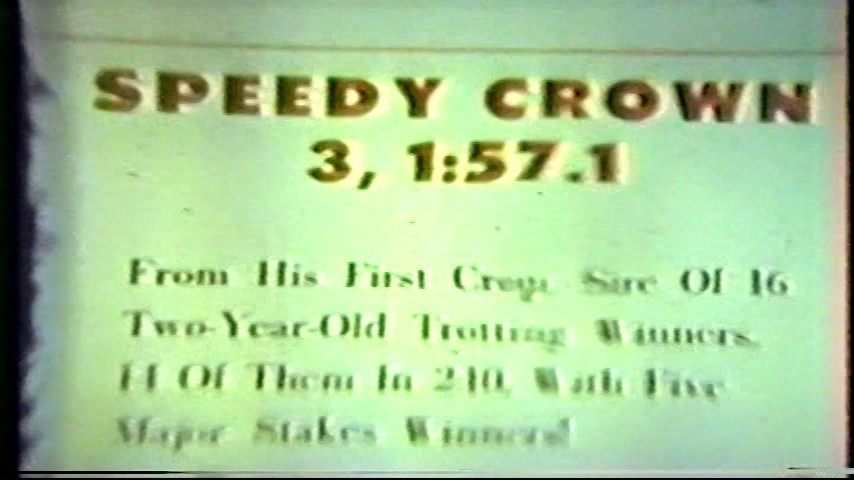 SPEEDY CROWN
3, 1:57.1
From His First Crop, Sire Of 16
Two-Year-Old Trotting Winners.
14 Of Them In 2:10, With Five
Major Stakes Winners!